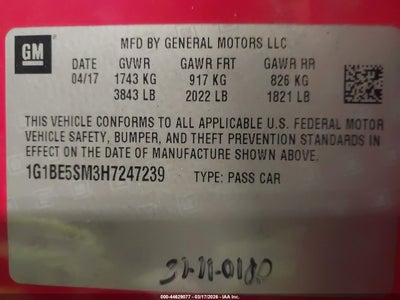 GM
MFD BY GENERAL MOTORS LLC
DATE GVWR GAWR FRT GAWR RR
04/17 1743 KG 917 KG 826 KG
3843 LB 2022 LB 1821 LB
THIS VEHICLE CONFORMS TO ALL APPLICABLE U.S. FEDERAL MOTOR
VEHICLE SAFETY, BUMPER, AND THEFT PREVENTION STANDARDS IN
EFFECT ON THE DATE OF MANUFACTURE SHOWN ABOVE.
1G1BE5SM3H7247239 TYPE: PASS CAR
000-44629077 - 03/17/2026 - IAA Inc.